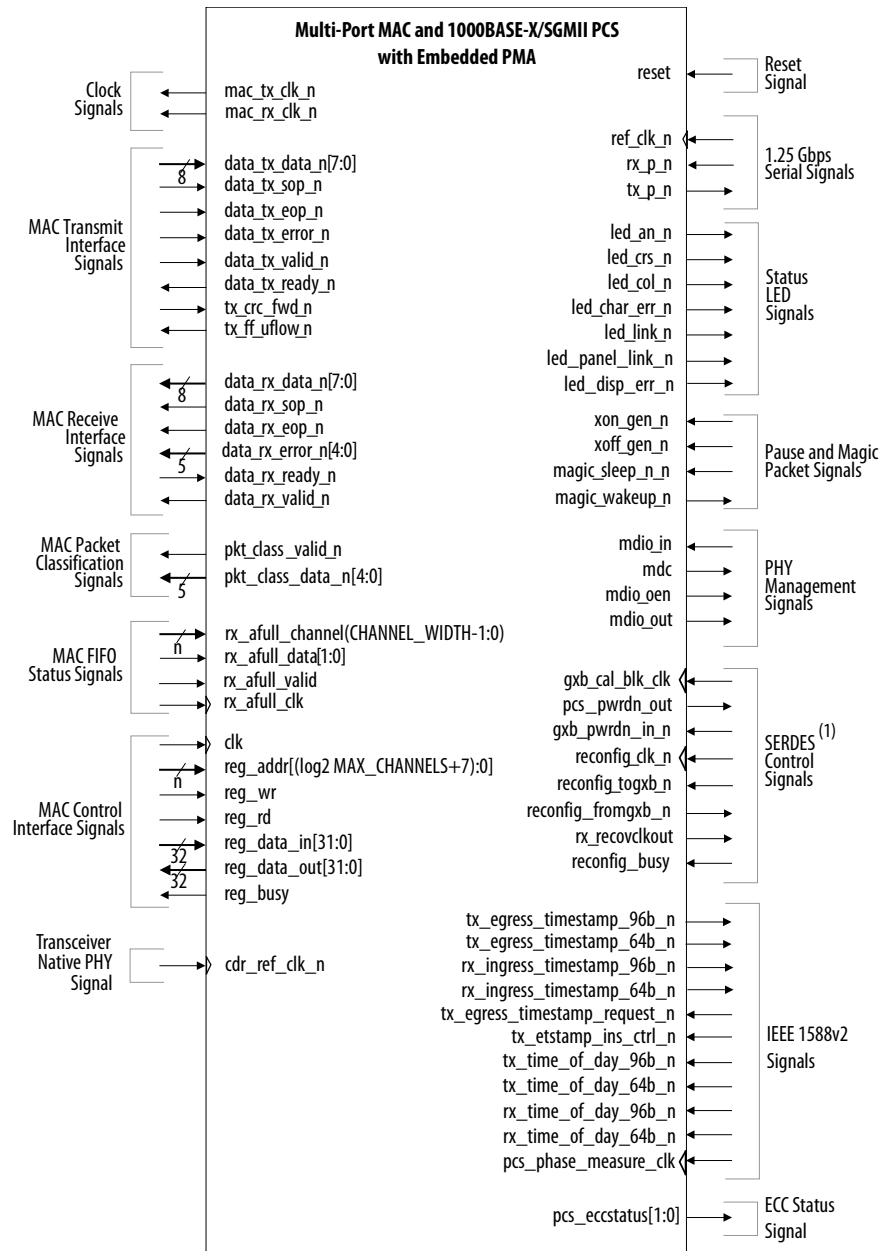 Multi-Port MAC and 1000BASE-X/SGMII PCS
with Embedded PMA
Clock
Signals
mac_tx_clk_n
mac_rx_clk_n
MAC Transmit
Interface
Signals
data_tx_data_n[7:0]
8
data_tx_sop_n
data_tx_eop_n
data_tx_error_n
data_tx_valid_n
data_tx_ready_n
tx_crc_fwd_n
tx_ff_uflow_n
MAC Receive
Interface
Signals
data_rx_data_n[7:0]
8
data_rx_sop_n
data_rx_eop_n
data_rx_error_n[4:0]
5
data_rx_ready_n
data_rx_valid_n
MAC Packet
Classification
Signals
pkt_class_valid_n
pkt_class_data_n[4:0]
5
MAC FIFO
Status Signals
rx_afull_channel(CHANNEL_WIDTH-1:0)
n
rx_afull_data[1:0]
rx_afull_valid
rx_afull_clk
MAC Control
Interface Signals
clk
reg_addr[(log2 MAX_CHANNELS+7):0]
n
reg_wr
reg_rd
reg_data_in[31:0]
32
reg_data_out[31:0]
32
reg_busy
Transceiver
Native PHY
Signal
cdr_ref_clk_n
reset
Reset
Signal
ref_clk_n
rx_p_n
tx_p_n
1.25 Gbps
Serial Signals
led_an_n
led_crs_n
led_col_n
led_char_err_n
led_link_n
led_panel_link_n
led_disp_err_n
Status
LED
Signals
xon_gen_n
xoff_gen_n
magic_sleep_n_n
magic_wakeup_n
Pause and Magic
Packet Signals
mdio_in
mdc
mdio_oen
mdio_out
PHY
Management
Signals
gxb_cal_blk_clk
pcs_pwrdn_out
gxb_pwrdn_in_n
reconfig_clk_n
reconfig_togxb_n
reconfig_fromgxb_n
rx_recovclkout
reconfig_busy
SERDES (1)
Control
Signals
tx_egress_timestamp_96b_n
tx_egress_timestamp_64b_n
rx_ingress_timestamp_96b_n
rx_ingress_timestamp_64b_n
tx_egress_timestamp_request_n
tx_etstamp_ins_ctrl_n
tx_time_of_day_96b_n
tx_time_of_day_64b_n
rx_time_of_day_96b_n
rx_time_of_day_64b_n
pcs_phase_measure_clk
IEEE 1588v2
Signals
pcs_eccstatus[1:0]
ECC Status
Signal